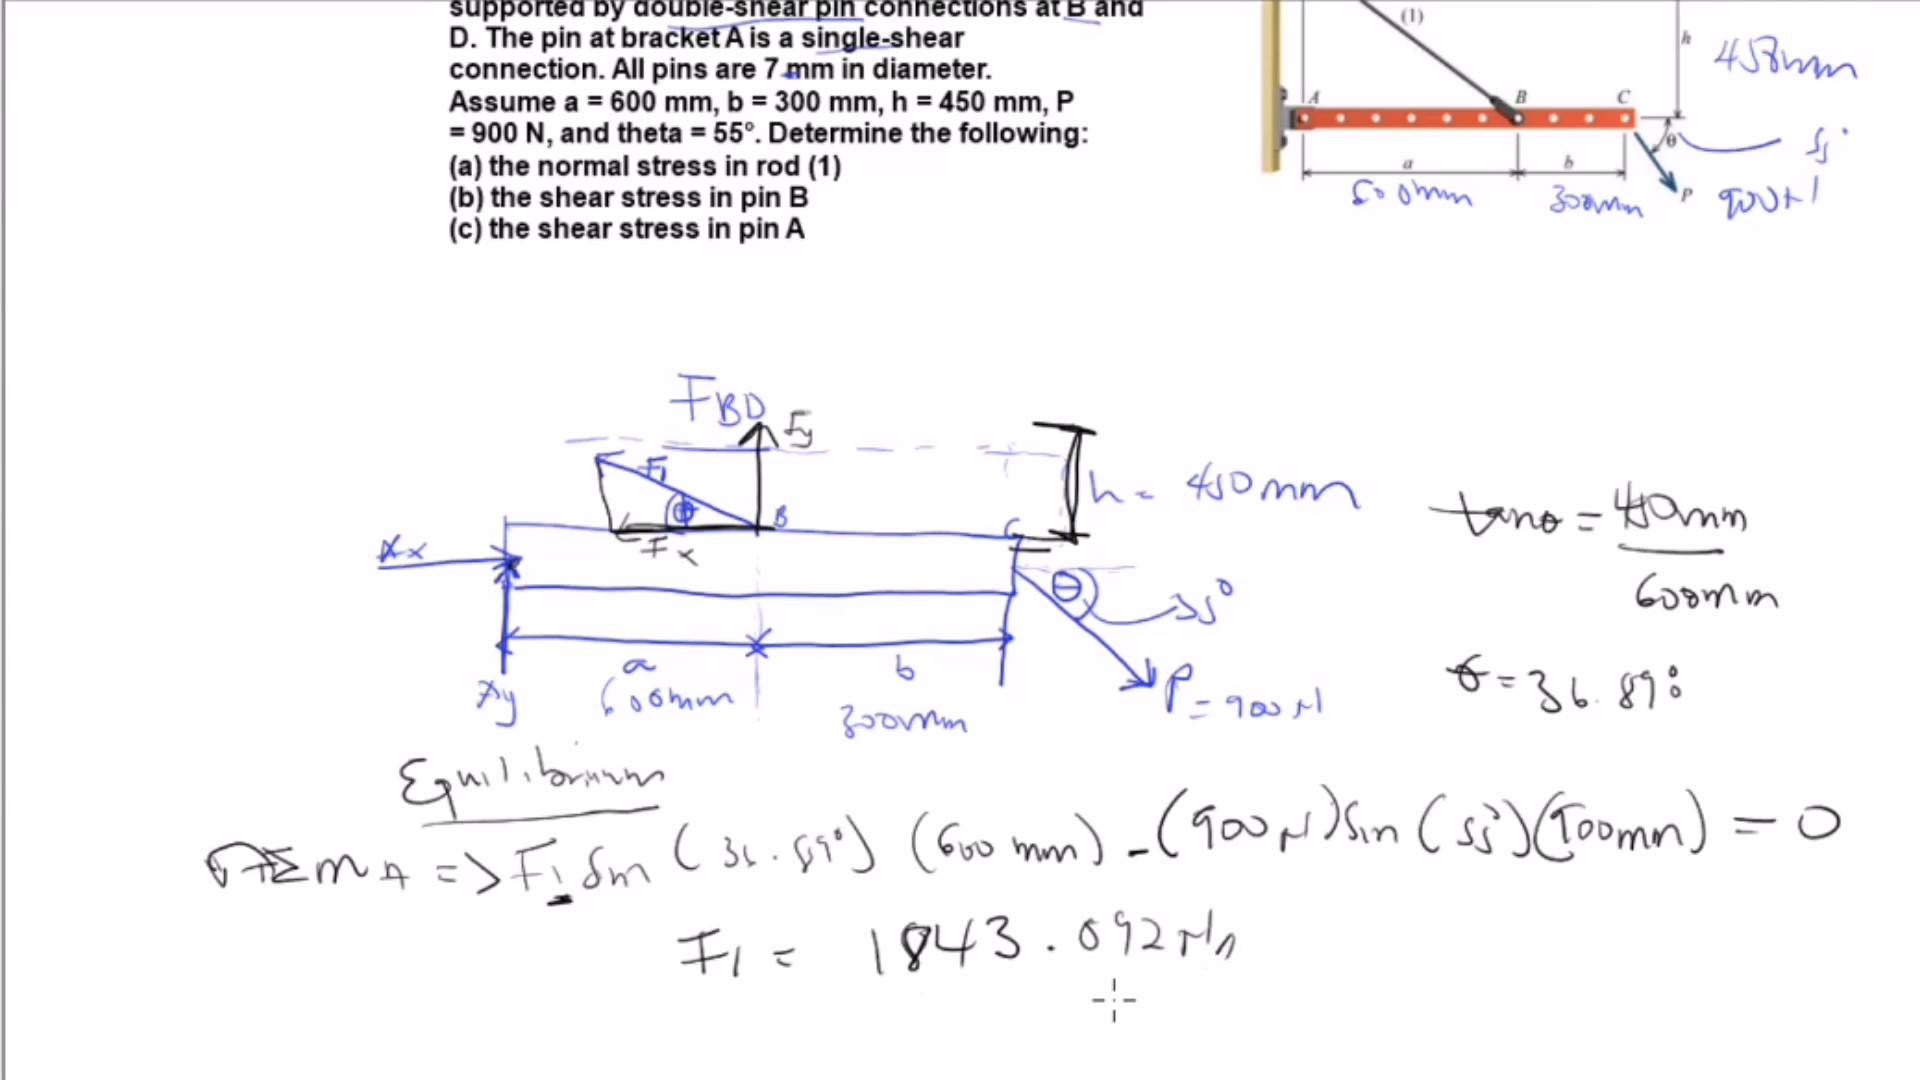 supported by double-shear pin connections at B and
D. The pin at bracket A is a single-shear
connection. All pins are 7 mm in diameter.
Assume a = 600 mm, b = 300 mm, h = 450 mm, P
= 900 N, and theta = 55°. Determine the following:
(a) the normal stress in rod (1)
(b) the shear stress in pin B
(c) the shear stress in pin A
(1)
h
450mm
A
B
C
θ
55°
a
b
600mm
300mm
P
900N
FBD
Fy
F1
θ
B
Fx
C
h = 450mm
Ax
θ
55°
a
b
Ay
600mm
300mm
P = 900N
tanθ = 450mm
600mm
θ = 36.89°
Equilibrium
ΣMA => F1 Sin (36.89°) (600 mm) - (900N) Sin (55°) (900mm) = 0
F1 = 1843.092N